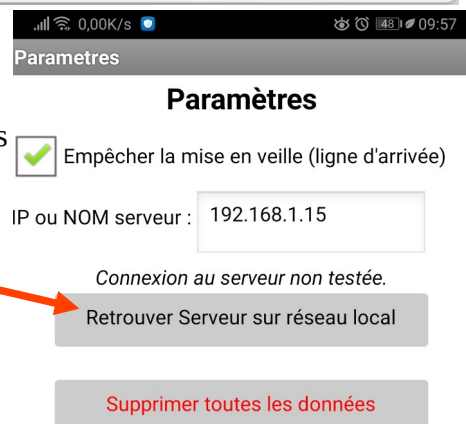 0,00K/s 48 09:57
Parametres
Paramètres
s
Empêcher la mise en veille (ligne d'arrivée)
IP ou NOM serveur : 192.168.1.15
Connexion au serveur non testée.
Retrouver Serveur sur réseau local
Supprimer toutes les données